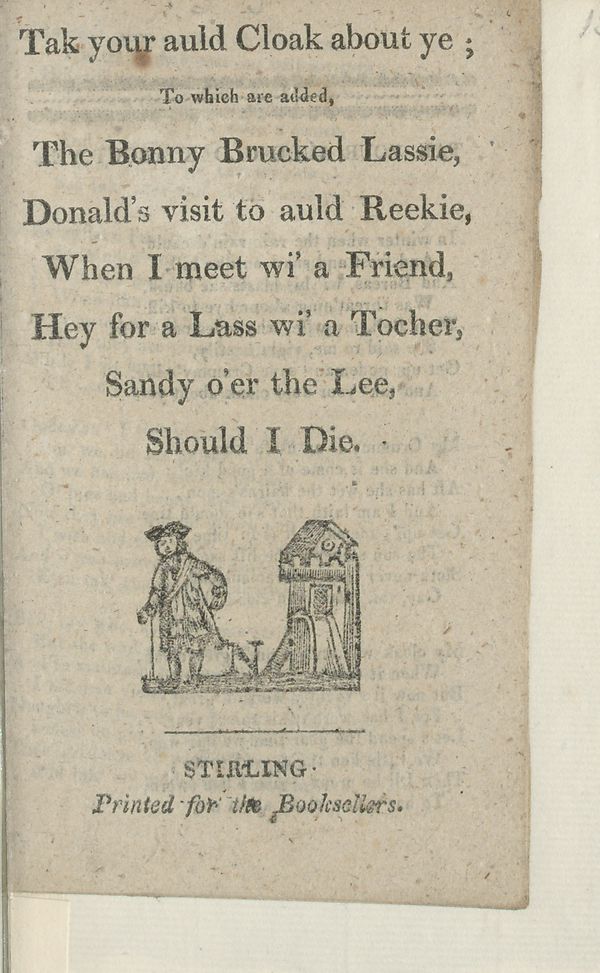 Tak your auld Cloak about ye ;
To which are added,
The Bonny Brucked Lassie,
Donald's visit to auld Reekie,
When I meet wi' a Friend,
Hey for a Lass wi' a Tocher,
Sandy o'er the Lee,
Should I Die.
STIRLING.
Printed for the Booksellers.